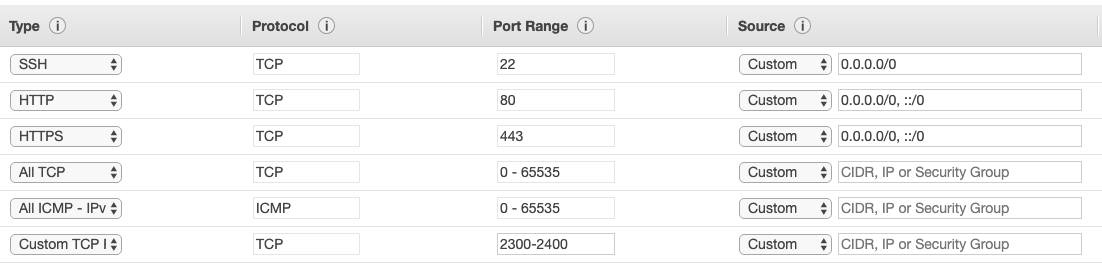 Type i Protocol i Port Range i Source i
SSH TCP 22 Custom 0.0.0.0/0
HTTP TCP 80 Custom 0.0.0.0/0, ::/0
HTTPS TCP 443 Custom 0.0.0.0/0, ::/0
All TCP TCP 0 - 65535 Custom CIDR, IP or Security Group
All ICMP - IPv ICMP 0 - 65535 Custom CIDR, IP or Security Group
Custom TCP I TCP 2300-2400 Custom CIDR, IP or Security Group